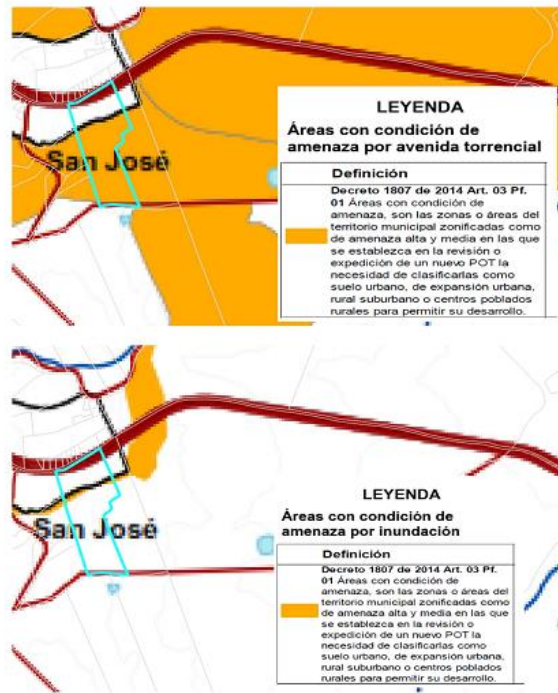 San José
LEYENDA
Áreas con condición de
amenaza por avenida torrencial
Definición
Decreto 1807 de 2014 Art. 03 Pf.
01 Áreas con condición de
amenaza, son las zonas o áreas del
territorio municipal zonificadas como
de amenaza alta y media en las que
se establezca en la revisión o
expedición de un nuevo POT la
necesidad de clasificarlas como
suelo urbano, de expansión urbana,
rural suburbano o centros poblados
rurales para permitir su desarrollo.
San José
LEYENDA
Áreas con condición de
amenaza por inundación
Definición
Decreto 1807 de 2014 Art. 03 Pf.
01 Áreas con condición de
amenaza, son las zonas o áreas del
territorio municipal zonificadas como
de amenaza alta y media en las que
se establezca en la revisión o
expedición de un nuevo POT la
necesidad de clasificarlas como
suelo urbano, de expansión urbana,
rural suburbano o centros poblados
rurales para permitir su desarrollo.